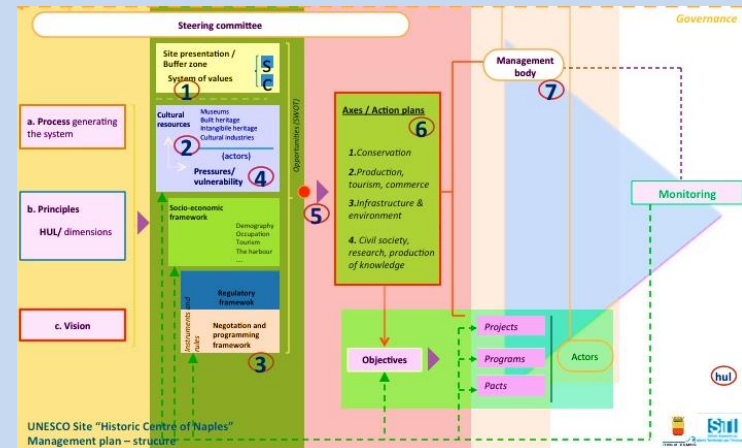 Governance
Steering committee
Site presentation /
Buffer zone
System of values
S
C
1
a. Process generating
the system
b. Principles
HUL/ dimensions
c. Vision
Cultural
resources
Museums
Built heritage
Intangible heritage
Cultural industries
2
(actors)
Pressures/
vulnerability
4
Socio-economic
framework
Demography
Occupation
Tourism
The harbour
....
Instruments and
rules
Regulatory
framewok
Negotation and
programming
framework
3
Opportunities (SWOT)
5
Axes / Action plans
6
1.Conservation
2.Production,
tourism, commerce
3.Infrastructure &
environment
4. Civil society,
research, production
of knowledge
Management
body
7
Monitoring
Objectives
Projects
Programs
Pacts
Actors
hul
UNESCO Site "Historic Centre of Naples"
Management plan – strucure
STI